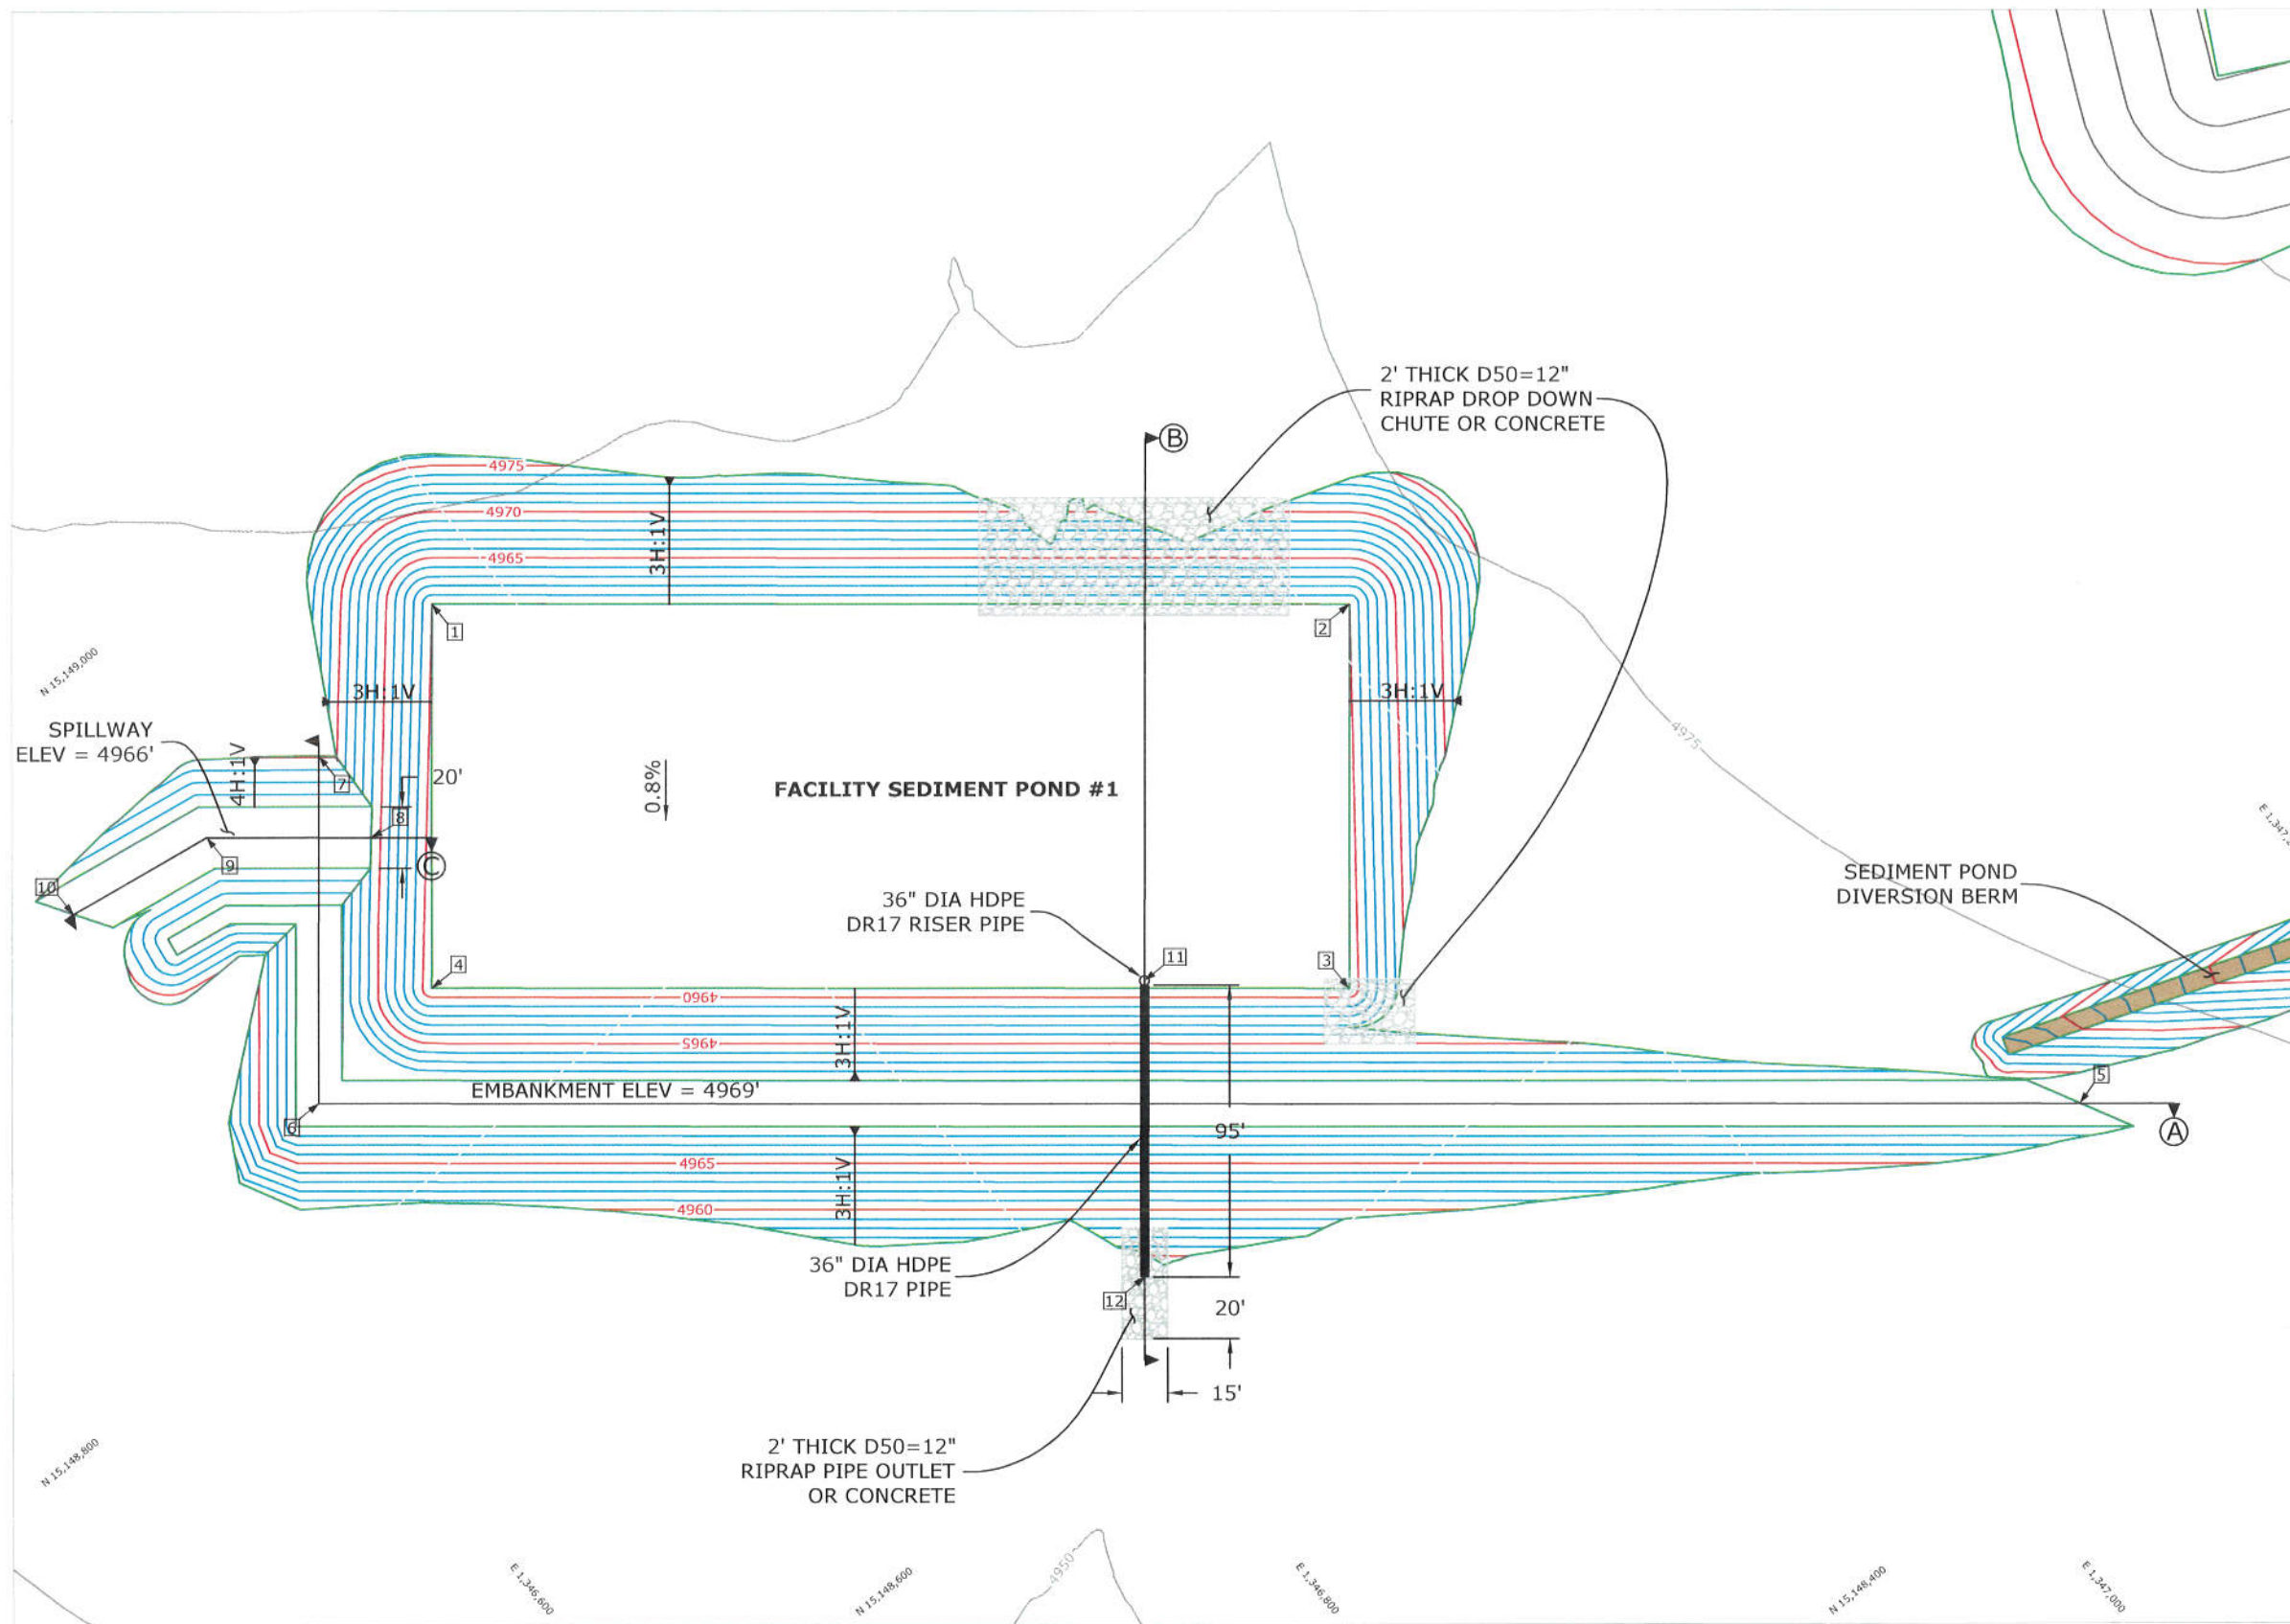 2' THICK D50=12"
RIPRAP DROP DOWN
CHUTE OR CONCRETE
B
4975
4970
4965
3H:1V
1
2
N 15,149,000
3H:1V
3H:1V
SPILLWAY
ELEV = 4966'
4H:1V
7
20'
8
0.8%
FACILITY SEDIMENT POND #1
4975
9
C
10
SEDIMENT POND
DIVERSION BERM
36" DIA HDPE
DR17 RISER PIPE
4
11
3
4960
4965
3H:1V
EMBANKMENT ELEV = 4969'
5
6
95'
A
4965
3H:1V
4960
36" DIA HDPE
DR17 PIPE
12
20'
15'
2' THICK D50=12"
RIPRAP PIPE OUTLET
OR CONCRETE
N 15,148,800
4950
E 1,346,600
N 15,148,600
E 1,346,800
N 15,148,400
E 1,347,000